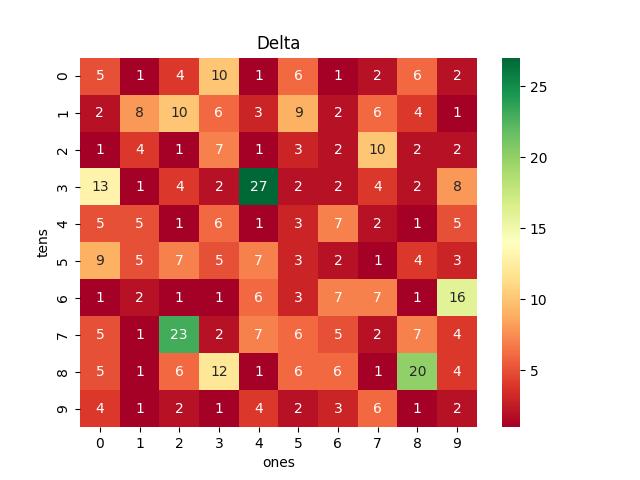 Delta
0 5 1 4 10 1 6 1 2 6 2
1 2 8 10 6 3 9 2 6 4 1
2 1 4 1 7 1 3 2 10 2 2
3 13 1 4 2 27 2 2 4 2 8
4 5 5 1 6 1 3 7 2 1 5
5 9 5 7 5 7 3 2 1 4 3
6 1 2 1 1 6 3 7 7 1 16
7 5 1 23 2 7 6 5 2 7 4
8 5 1 6 12 1 6 6 1 20 4
9 4 1 2 1 4 2 3 6 1 2
0 1 2 3 4 5 6 7 8 9
ones
tens
25
20
15
10
5